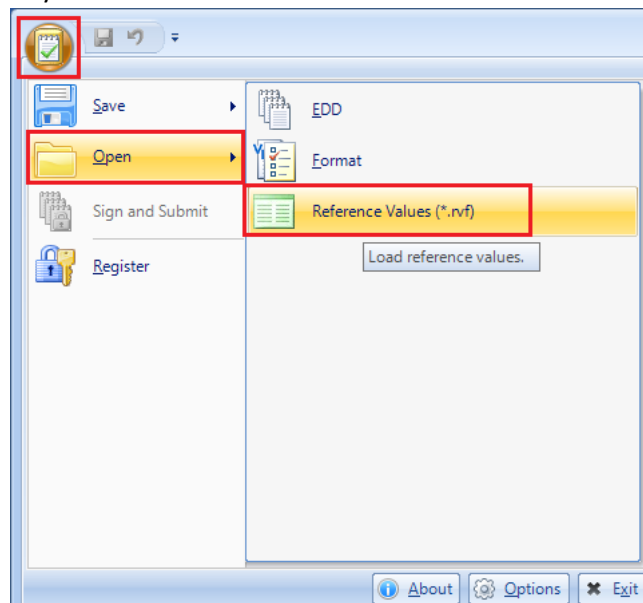 Save
EDD
Open
Format
Sign and Submit
Reference Values (*.rvf)
Register
Load reference values.
About
Options
Exit